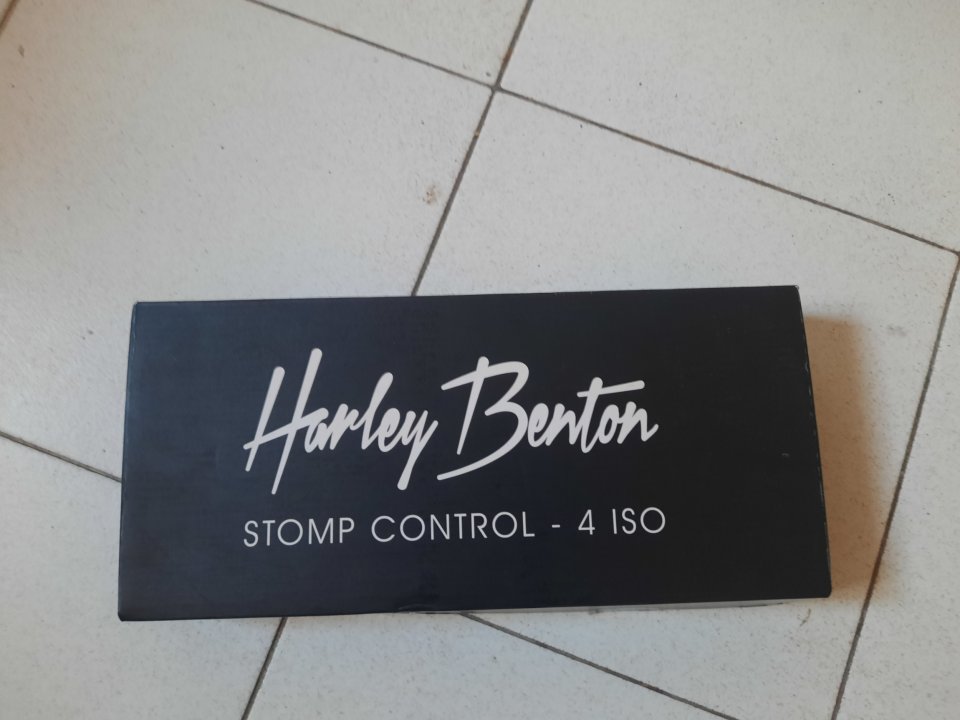 Harley Benton
STOMP CONTROL - 4 ISO